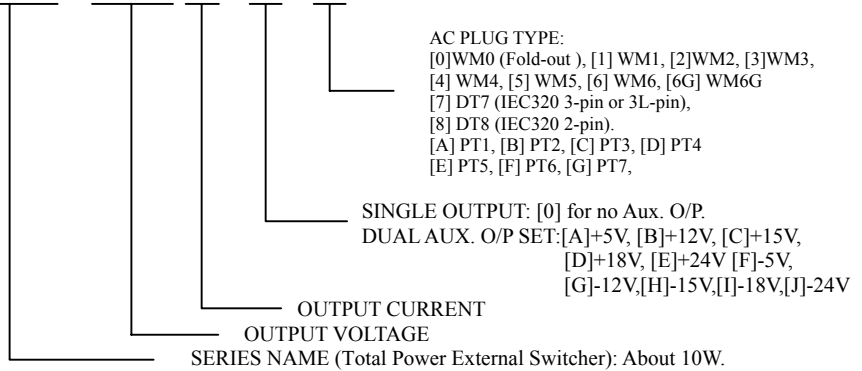 AC PLUG TYPE:
[0]WM0 (Fold-out ), [1] WM1, [2]WM2, [3]WM3,
[4] WM4, [5] WM5, [6] WM6, [6G] WM6G
[7] DT7 (IEC320 3-pin or 3L-pin),
[8] DT8 (IEC320 2-pin).
[A] PT1, [B] PT2, [C] PT3, [D] PT4
[E] PT5, [F] PT6, [G] PT7,
SINGLE OUTPUT: [0] for no Aux. O/P.
DUAL AUX. O/P SET:[A]+5V, [B]+12V, [C]+15V,
[D]+18V, [E]+24V [F]-5V,
[G]-12V,[H]-15V,[I]-18V,[J]-24V
OUTPUT CURRENT
OUTPUT VOLTAGE
SERIES NAME (Total Power External Switcher): About 10W.